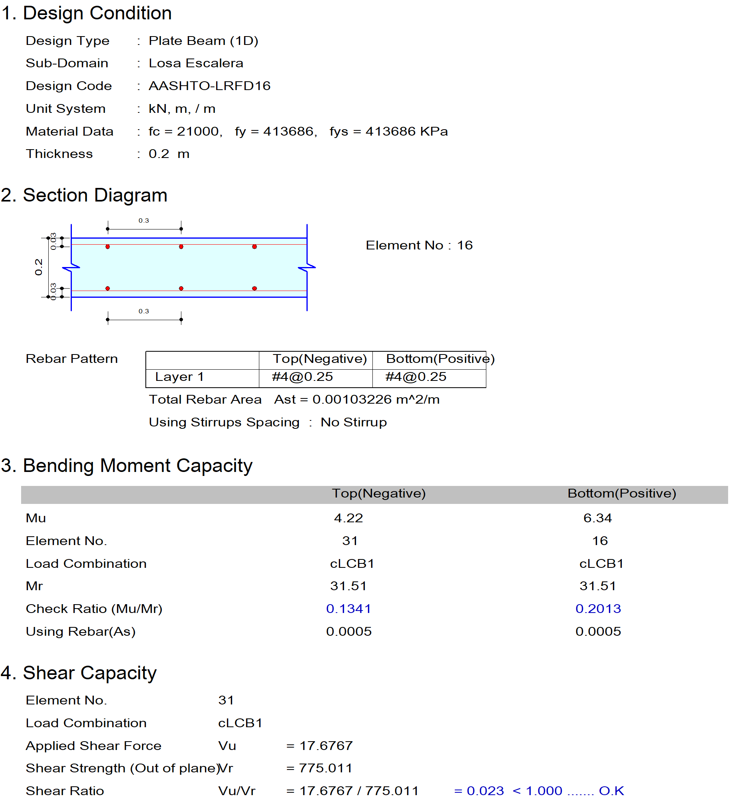 1. Design Condition
Design Type : Plate Beam (1D)
Sub-Domain : Losa Escalera
Design Code : AASHTO-LRFD16
Unit System : kN, m, / m
Material Data : fc = 21000, fy = 413686, fys = 413686 KPa
Thickness : 0.2 m
2. Section Diagram
0.3
0.03
0.2
0.03
0.3
Element No : 16
Rebar Pattern Top(Negative) Bottom(Positive)
Layer 1 #4@0.25 #4@0.25
Total Rebar Area Ast = 0.00103226 m^2/m
Using Stirrups Spacing : No Stirrup
3. Bending Moment Capacity
Top(Negative) Bottom(Positive)
Mu 4.22 6.34
Element No. 31 16
Load Combination cLCB1 cLCB1
Mr 31.51 31.51
Check Ratio (Mu/Mr) 0.1341 0.2013
Using Rebar(As) 0.0005 0.0005
4. Shear Capacity
Element No. 31
Load Combination cLCB1
Applied Shear Force Vu = 17.6767
Shear Strength (Out of plane)Vr = 775.011
Shear Ratio Vu/Vr = 17.6767 / 775.011 = 0.023 < 1.000 ....... O.K